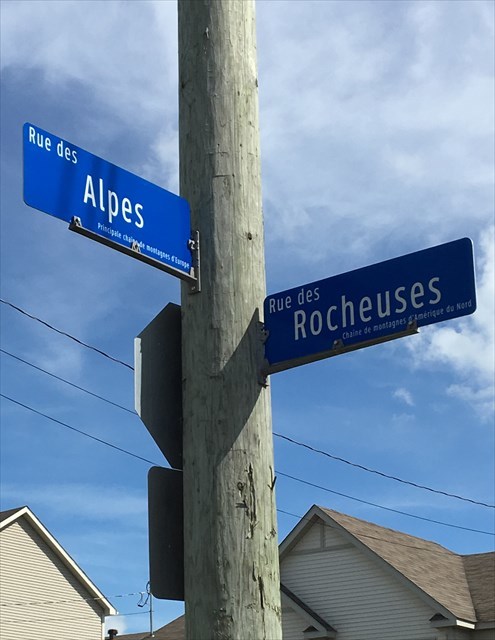 Rue des
Alpes
Principale chaîne de montagnes d'Europe
Rue des
Rocheuses
Chaîne de montagnes d'Amérique du Nord